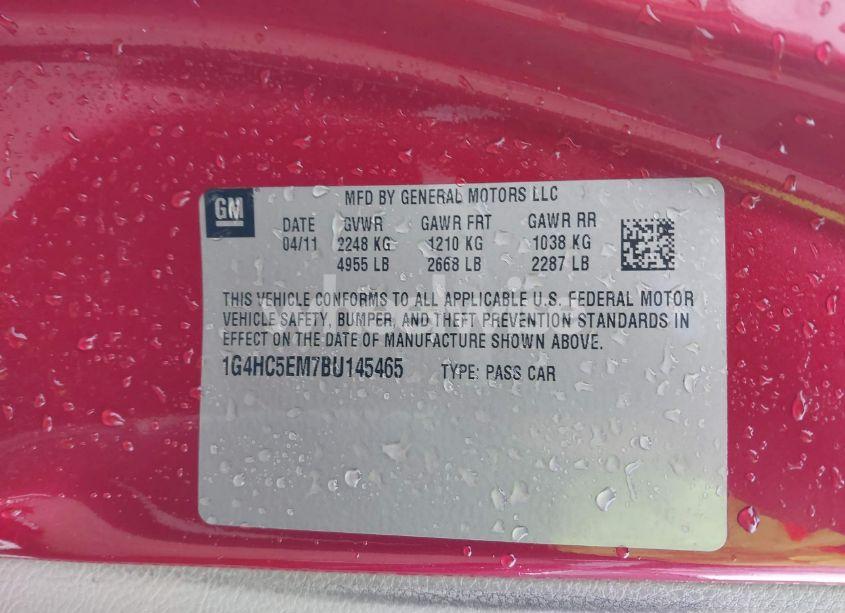 GM
MFD BY GENERAL MOTORS LLC
DATE GVWR GAWR FRT GAWR RR
04/11 2248 KG 1210 KG 1038 KG
4955 LB 2668 LB 2287 LB
THIS VEHICLE CONFORMS TO ALL APPLICABLE U.S. FEDERAL MOTOR
VEHICLE SAFETY, BUMPER, AND THEFT PREVENTION STANDARDS IN
EFFECT ON THE DATE OF MANUFACTURE SHOWN ABOVE.
1G4HC5EM7BU145465 TYPE: PASS CAR